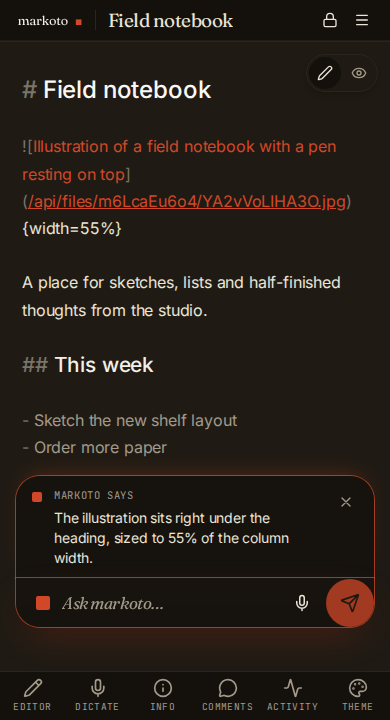 markoto
Field notebook
# Field notebook
![Illustration of a field notebook with a pen
resting on top]
(/api/files/m6LcaEu6o4/YA2vVoLIHA3O.jpg)
{width=55%}
A place for sketches, lists and half-finished
thoughts from the studio.
## This week
- Sketch the new shelf layout
- Order more paper
MARKOTO SAYS
The illustration sits right under the
heading, sized to 55% of the column
width.
Ask markoto...
EDITOR DICTATE INFO COMMENTS ACTIVITY THEME